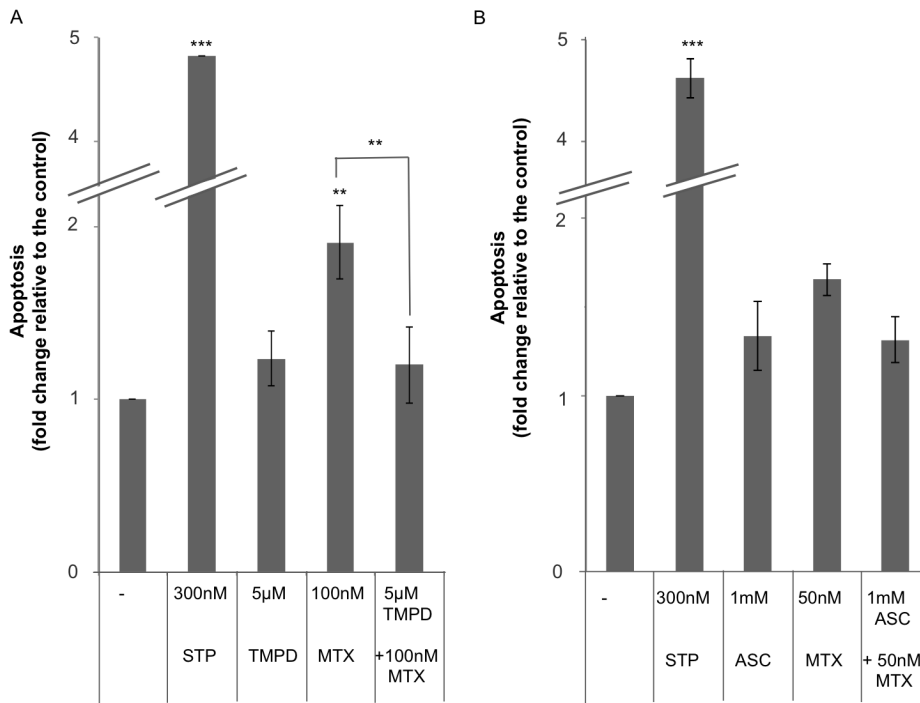 A
Apoptosis
(fold change relative to the control)
5
4
2
1
0
***
**
**
- 300nM 5µM 100nM 5µM
TMPD
STP TMPD MTX +100nM
MTX
B
Apoptosis
(fold change relative to the control)
5
4
2
1
0
***
- 300nM 1mM 50nM 1mM
ASC
STP ASC MTX + 50nM
MTX